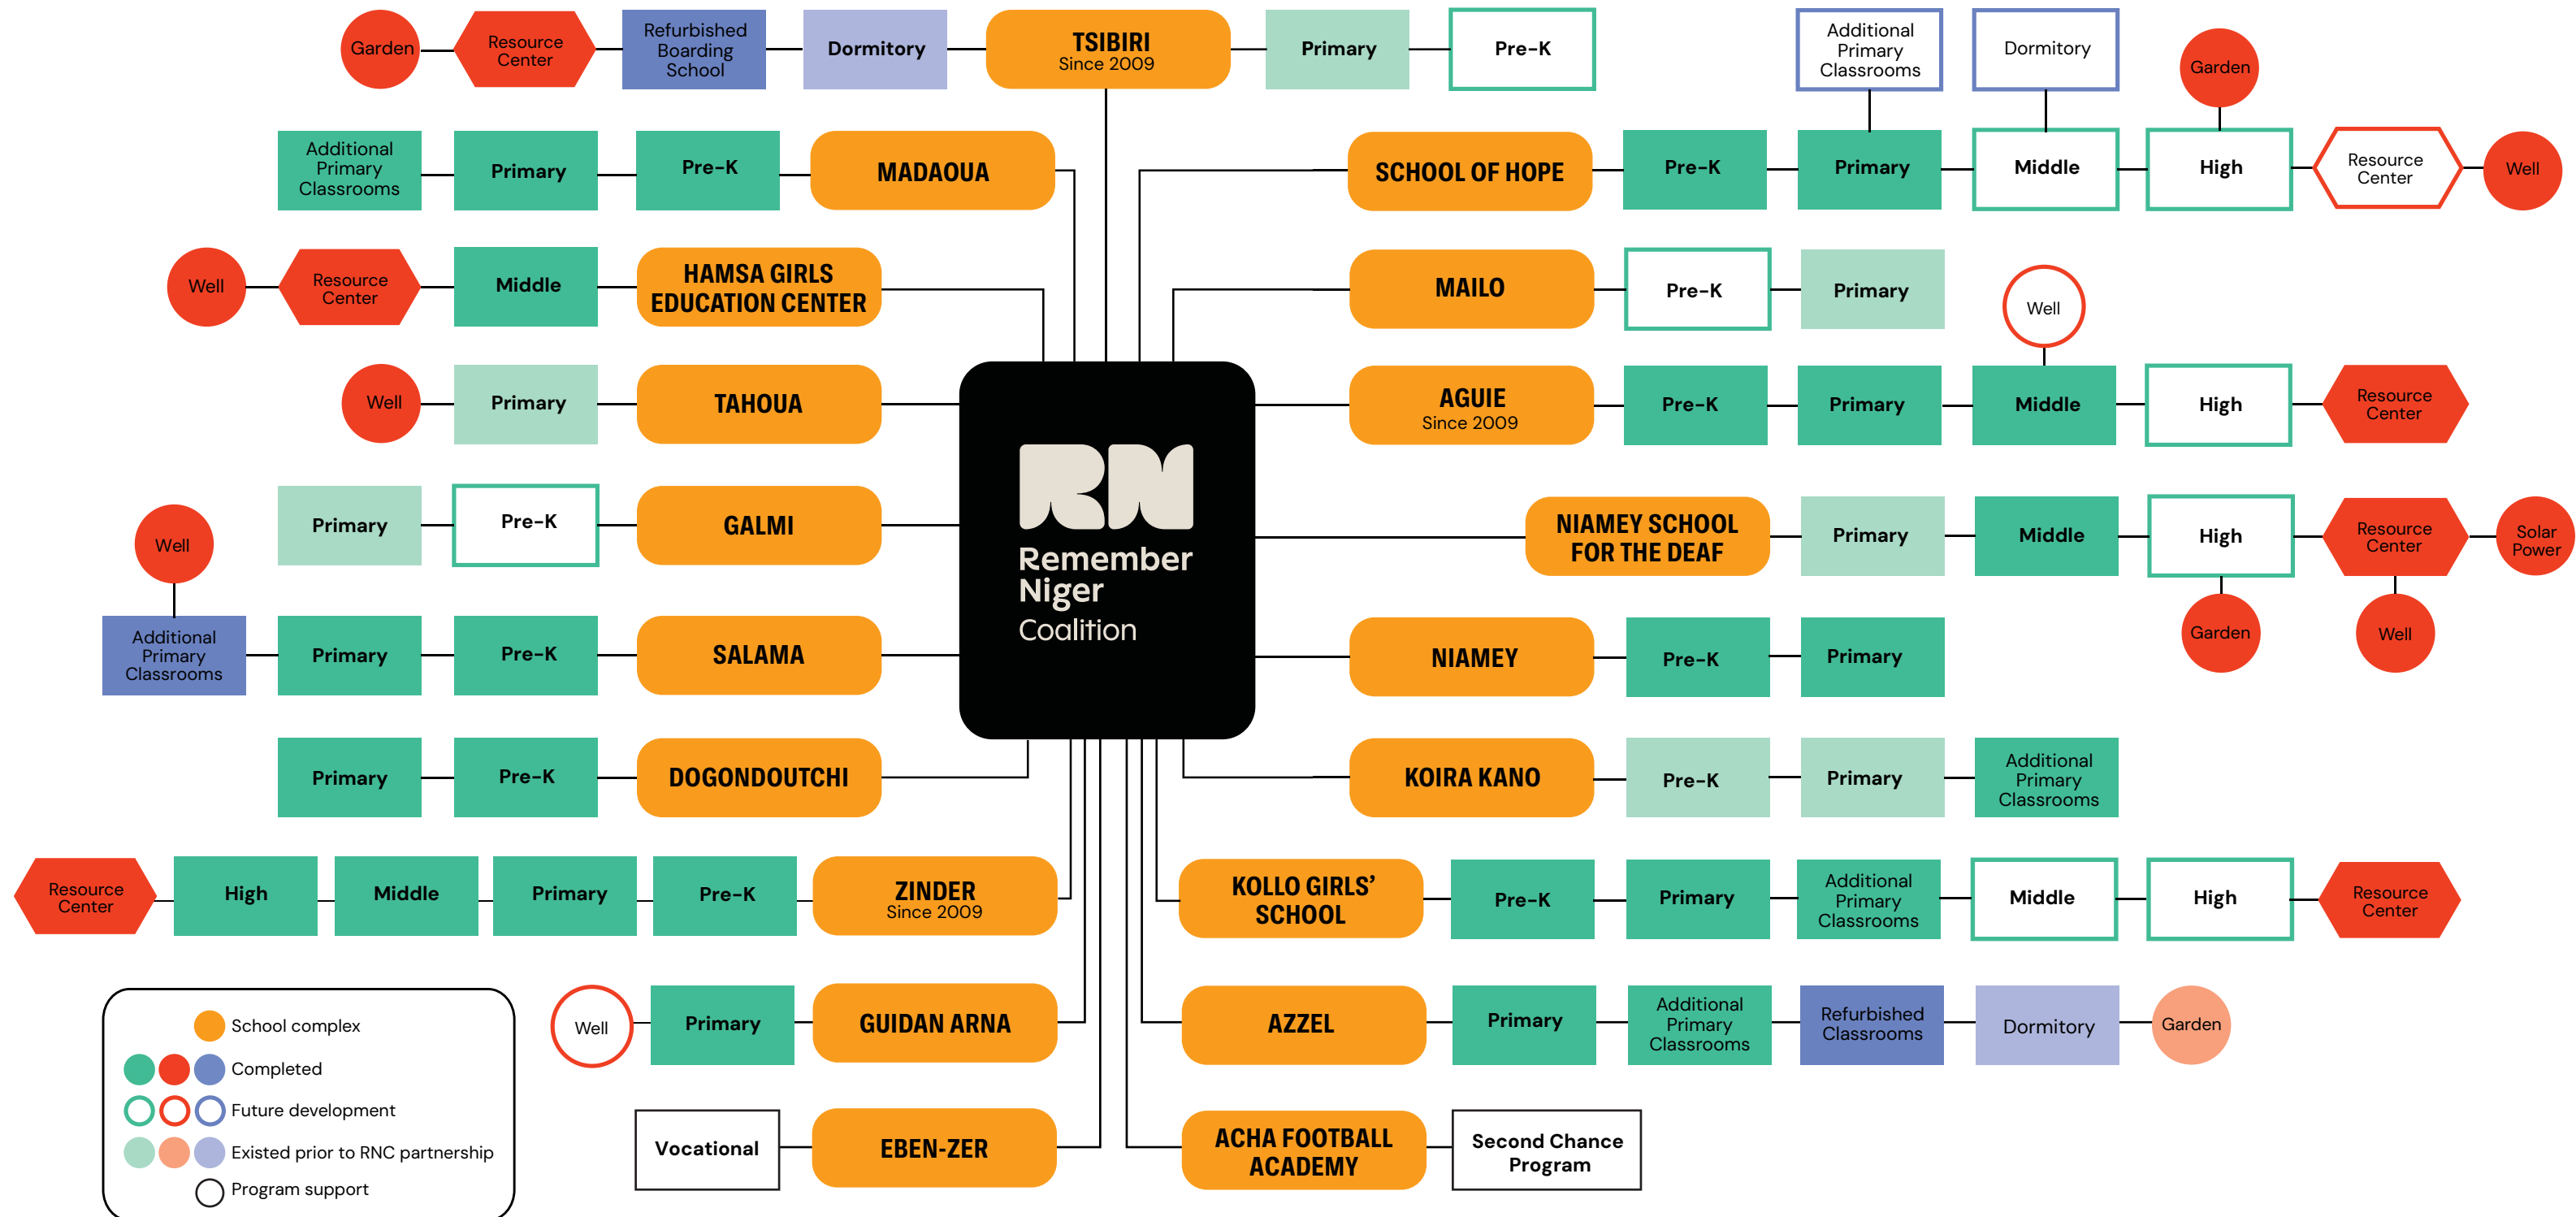 Garden
Resource
Center
Refurbished
Boarding
School
Dormitory
TSIBIRI
Since 2009
Primary
Pre-K
Additional
Primary
Classrooms
Dormitory
Garden
Additional
Primary
Classrooms
Primary
Pre-K
MADAOUA
SCHOOL OF HOPE
Pre-K
Primary
Middle
High
Resource
Center
Well
Well
Resource
Center
Middle
HAMSA GIRLS
EDUCATION CENTER
MAILO
Pre-K
Primary
Well
Well
Primary
TAHOUA
AGUIE
Since 2009
Pre-K
Primary
Middle
High
Resource
Center
RN
Remember
Niger
Coalition
Well
Primary
Pre-K
GALMI
NIAMEY SCHOOL
FOR THE DEAF
Primary
Middle
High
Resource
Center
Solar
Power
Garden
Well
Additional
Primary
Classrooms
Primary
Pre-K
SALAMA
NIAMEY
Pre-K
Primary
Primary
Pre-K
DOGONDOUTCHI
KOIRA KANO
Pre-K
Primary
Additional
Primary
Classrooms
Resource
Center
High
Middle
Primary
Pre-K
ZINDER
Since 2009
KOLLO GIRLS’
SCHOOL
Pre-K
Primary
Additional
Primary
Classrooms
Middle
High
Resource
Center
Well
Primary
GUIDAN ARNA
AZZEL
Primary
Additional
Primary
Classrooms
Refurbished
Classrooms
Dormitory
Garden
Vocational
EBEN-ZER
ACHA FOOTBALL
ACADEMY
Second Chance
Program
School complex
Completed
Future development
Existed prior to RNC partnership
Program support